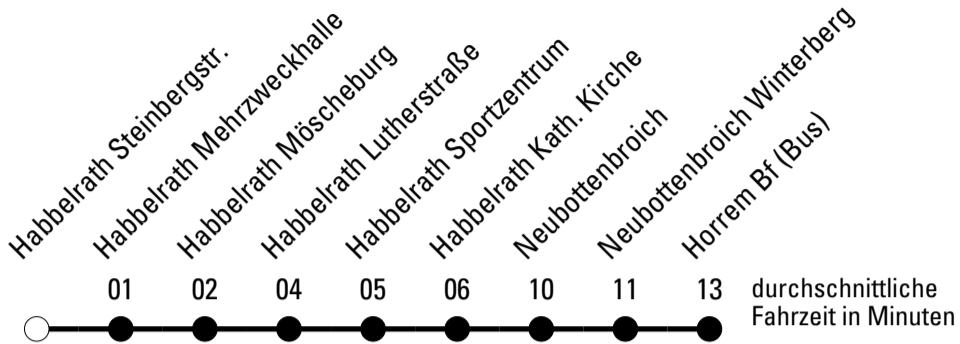 Habbelrath Steinbergstr.
Habbelrath Mehrzweckhalle
Habbelrath Möscheburg
Habbelrath Lutherstraße
Habbelrath Sportzentrum
Habbelrath Kath. Kirche
Neubottenbroich
Neubottenbroich Winterberg
Horrem Bf (Bus)
01 02 04 05 06 10 11 13
durchschnittliche
Fahrzeit in Minuten